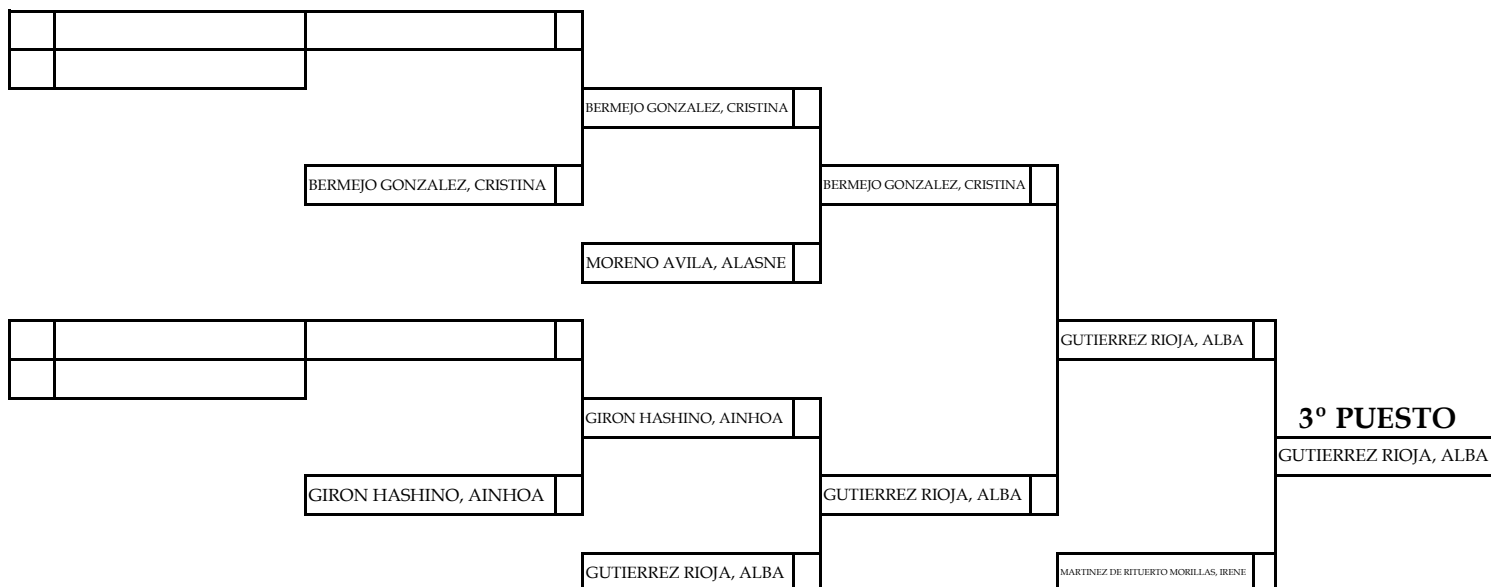 BERMEJO GONZALEZ, CRISTINA
BERMEJO GONZALEZ, CRISTINA
BERMEJO GONZALEZ, CRISTINA
MORENO AVILA, ALASNE
GUTIERREZ RIOJA, ALBA
GIRON HASHINO, AINHOA
3º PUESTO
GUTIERREZ RIOJA, ALBA
GIRON HASHINO, AINHOA
GUTIERREZ RIOJA, ALBA
GUTIERREZ RIOJA, ALBA
MARTINEZ DE RITUERTO MORILLAS, IRENE